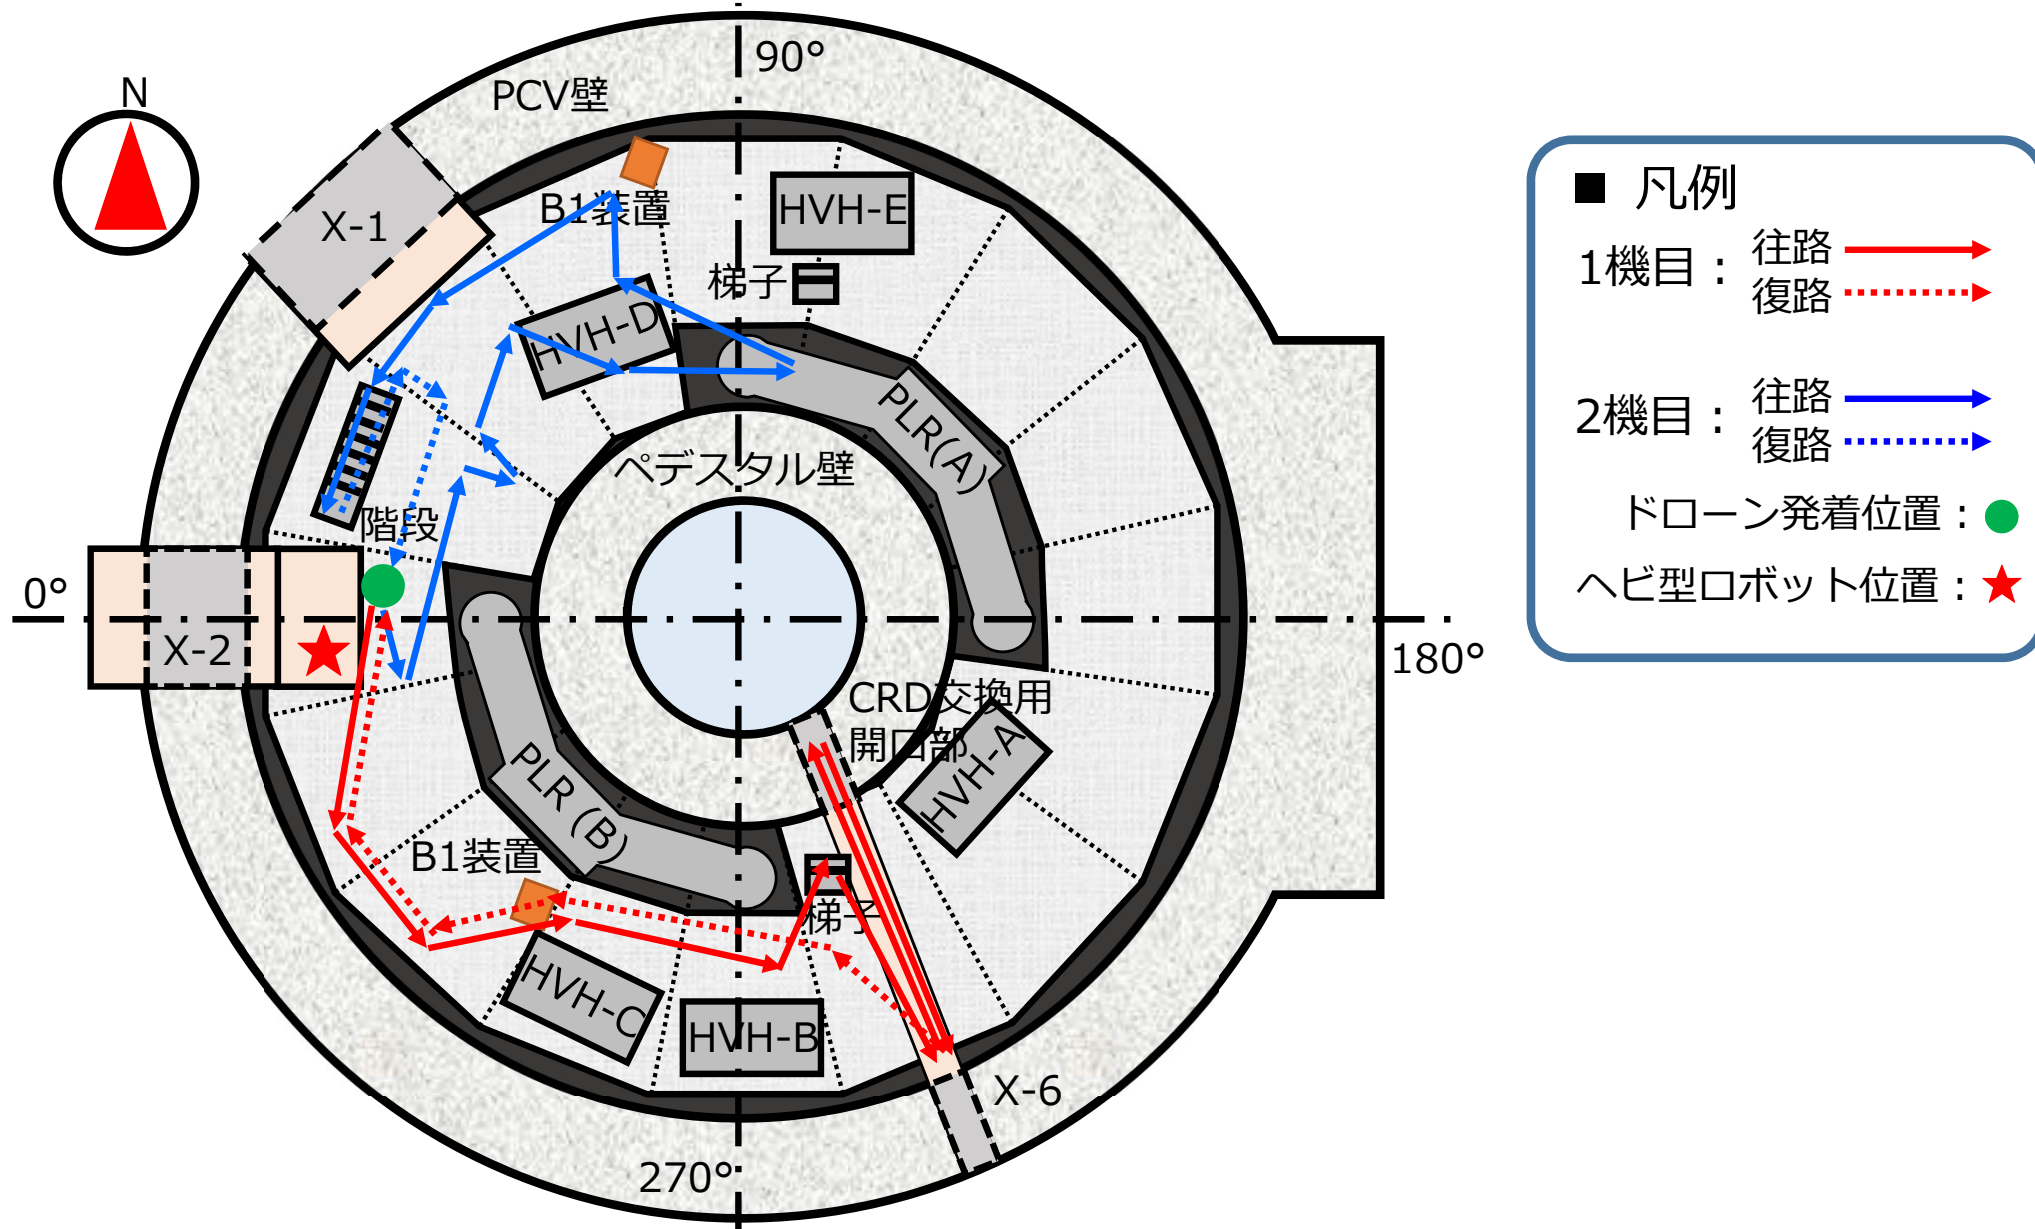 N
90°
PCV壁
X-1
B1装置
HVH-E
梯子
HVH-D
PLR(A)
ペデスタル壁
階段
0°
X-2
180°
CRD交換用
開口部
HVH-A
PLR (B)
B1装置
梯子
HVH-C
HVH-B
X-6
270°
■ 凡例
1機目： 往路
復路
2機目： 往路
復路
ドローン発着位置：
ヘビ型ロボット位置：